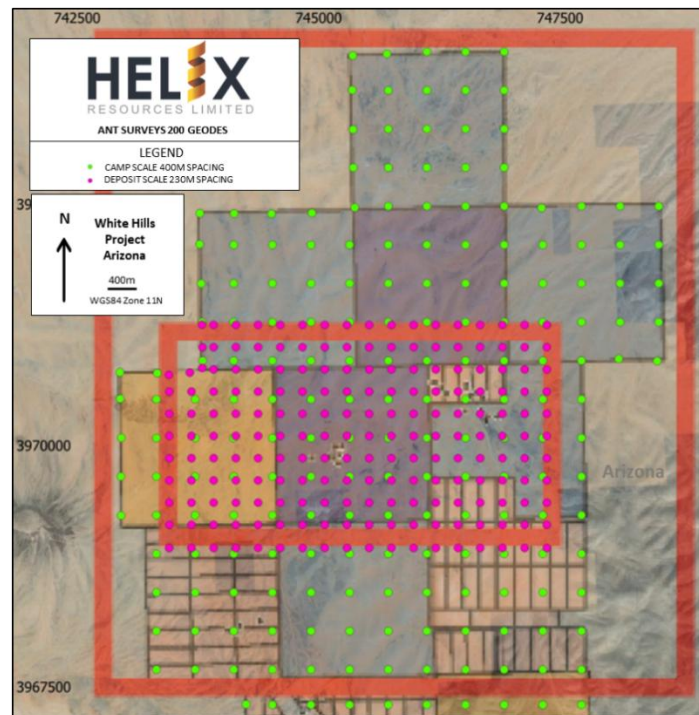 742500 745000 747500
HELIX
RESOURCES LIMITED
ANT SURVEYS 200 GEODES
LEGEND
CAMP SCALE 400M SPACING
DEPOSIT SCALE 230M SPACING
N
White Hills
Project
Arizona
400m
WGS84 Zone 11N
3970000
Arizona
3967500